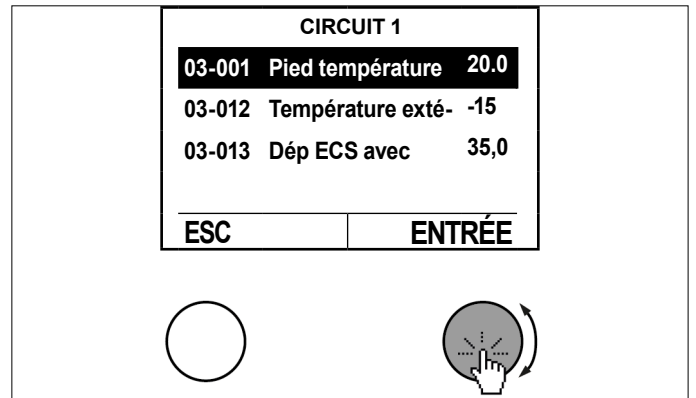 CIRCUIT 1
03-001 Pied température 20.0
03-012 Température exté- -15
03-013 Dép ECS avec 35,0
ESC ENTRÉE